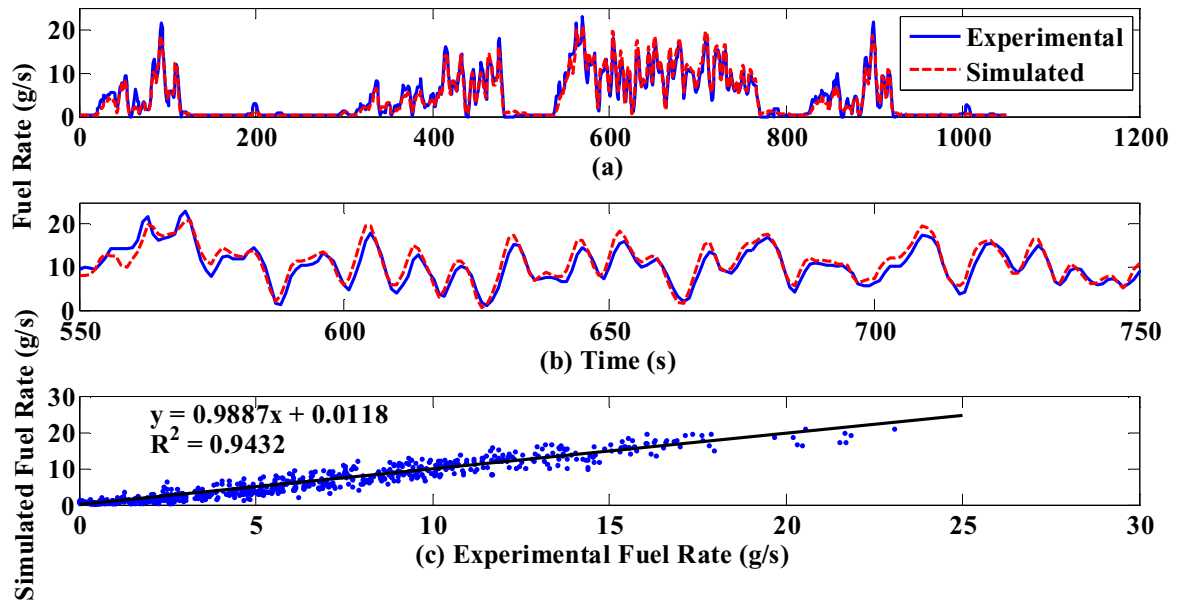 Fuel Rate (g/s)
20
10
0
Experimental
Simulated
0 200 400 600 800 1000 1200
(a)
20
10
0
550 600 650 700 750
(b) Time (s)
Simulated Fuel Rate (g/s)
30
20
10
0
y = 0.9887x + 0.0118
R² = 0.9432
0 5 10 15 20 25 30
(c) Experimental Fuel Rate (g/s)